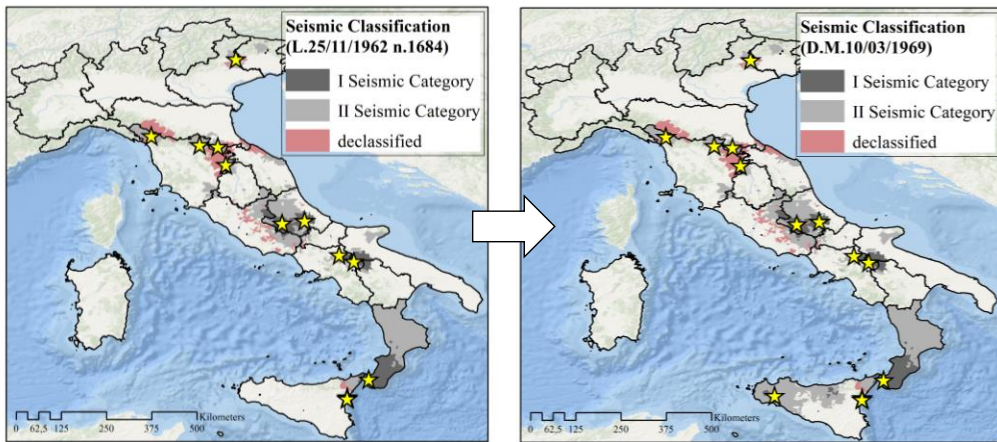 Seismic Classification
(L.25/11/1962 n.1684)
I Seismic Category
II Seismic Category
declassified
Kilometers
0 62,5 125 250 375 500
Seismic Classification
(D.M.10/03/1969)
I Seismic Category
II Seismic Category
declassified
Kilometers
0 62,5 125 250 375 500